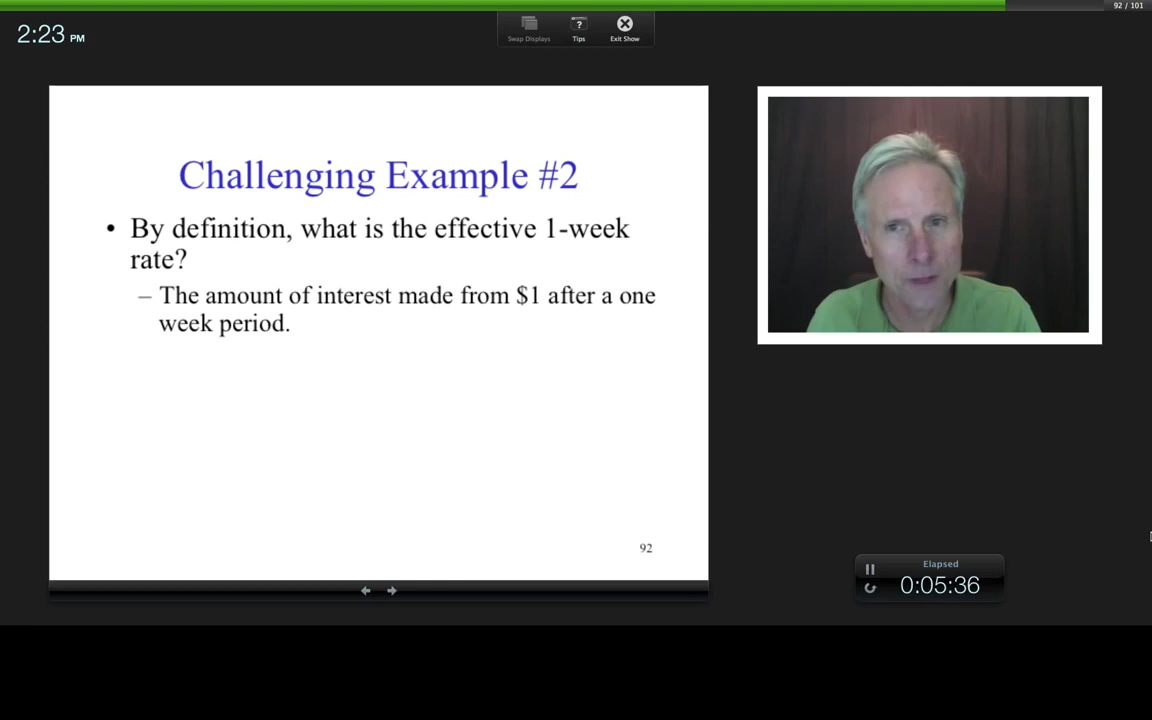 92 / 101
2:23 PM
Swap Displays
?
Tips
Exit Show
Challenging Example #2
• By definition, what is the effective 1-week
rate?
– The amount of interest made from $1 after a one
week period.
92
Elapsed
0:05:36